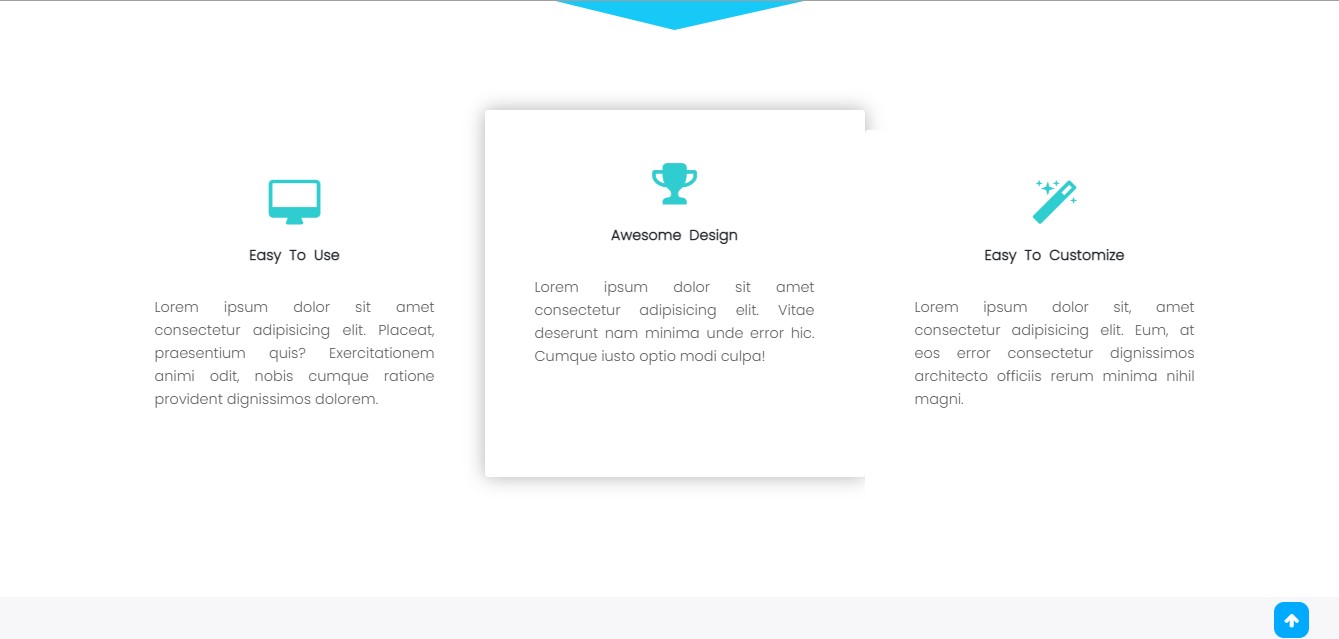 Easy To Use
Lorem ipsum dolor sit amet
consectetur adipisicing elit. Placeat,
praesentium quis? Exercitationem
animi odit, nobis cumque ratione
provident dignissimos dolorem.
Awesome Design
Lorem ipsum dolor sit amet
consectetur adipisicing elit. Vitae
deserunt nam minima unde error hic.
Cumque iusto optio modi culpa!
Easy To Customize
Lorem ipsum dolor sit, amet
consectetur adipisicing elit. Eum, at
eos error consectetur dignissimos
architecto officiis rerum minima nihil
magni.